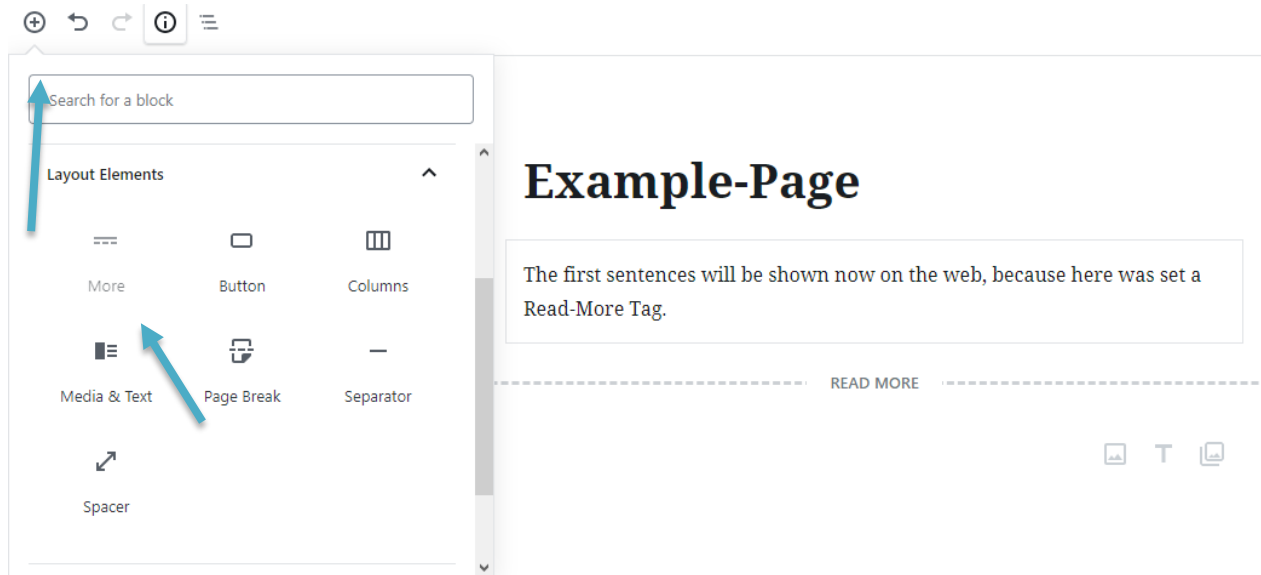 Search for a block
Layout Elements
More
Button
Columns
Media & Text
Page Break
Separator
Spacer
Example-Page
The first sentences will be shown now on the web, because here was set a
Read-More Tag.
READ MORE